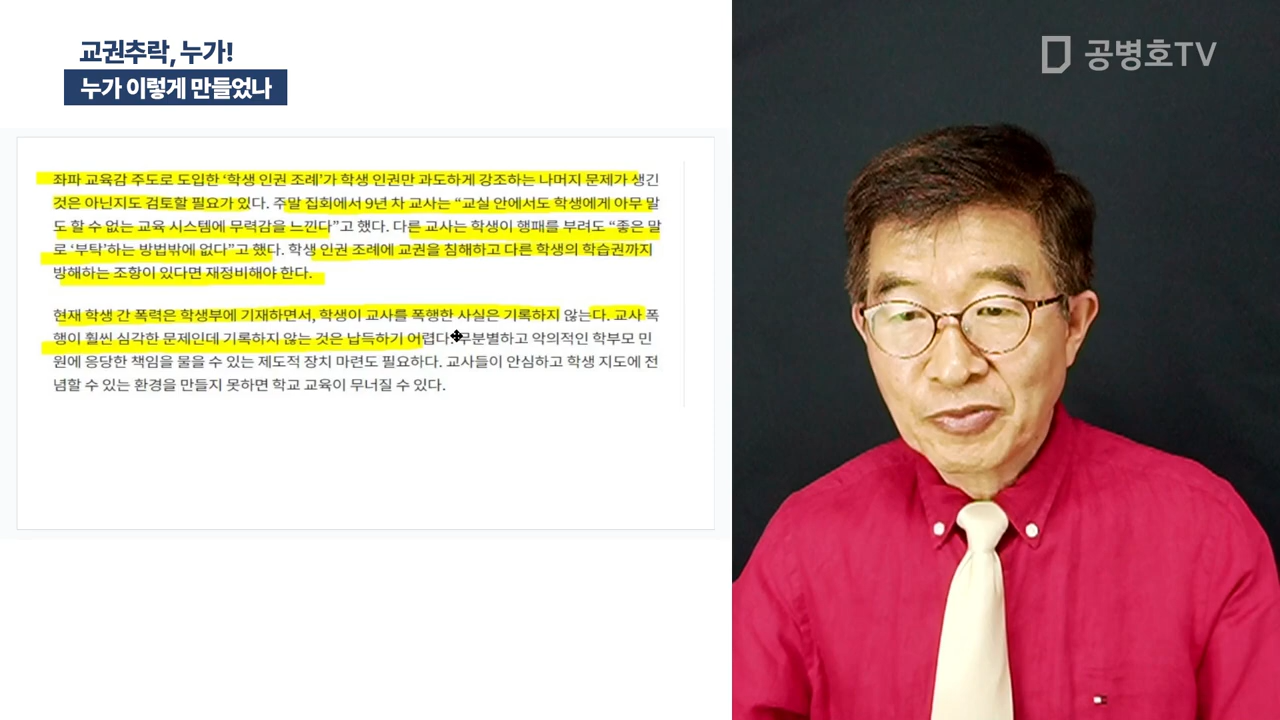 교권추락, 누가!
누가 이렇게 만들었나
공병호TV
좌파 교육감 주도로 도입한 ‘학생 인권 조례’가 학생 인권만 과도하게 강조하는 나머지 문제가 생긴
것은 아닌지도 검토할 필요가 있다. 주말 집회에서 9년 차 교사는 “교실 안에서도 학생에게 아무 말
도 할 수 없는 교육 시스템에 무력감을 느낀다”고 했다. 다른 교사는 학생이 행패를 부려도 “좋은 말
로 ‘부탁’하는 방법밖에 없다”고 했다. 학생 인권 조례에 교권을 침해하고 다른 학생의 학습권까지
방해하는 조항이 있다면 재정비해야 한다.
현재 학생 간 폭력은 학생부에 기재하면서, 학생이 교사를 폭행한 사실은 기록하지 않는다. 교사 폭
행이 훨씬 심각한 문제인데 기록하지 않는 것은 납득하기 어렵다. 무분별하고 악의적인 학부모 민
원에 응당한 책임을 물을 수 있는 제도적 장치 마련도 필요하다. 교사들이 안심하고 학생 지도에 전
념할 수 있는 환경을 만들지 못하면 학교 교육이 무너질 수 있다.